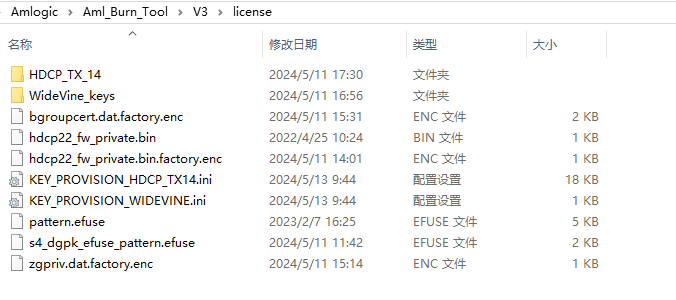 Amlogic > Aml_Burn_Tool > V3 > license
名称 修改日期 类型 大小
HDCP_TX_14 2024/5/11 17:30 文件夹
WideVine_keys 2024/5/11 16:56 文件夹
bgroupcert.dat.factory.enc 2024/5/11 15:31 ENC 文件 2 KB
hdcp22_fw_private.bin 2022/4/25 10:24 BIN 文件 1 KB
hdcp22_fw_private.bin.factory.enc 2024/5/11 14:01 ENC 文件 1 KB
KEY_PROVISION_HDCP_TX14.ini 2024/5/13 9:44 配置设置 18 KB
KEY_PROVISION_WIDEVINE.ini 2024/5/13 9:44 配置设置 1 KB
pattern.efuse 2023/2/7 16:25 EFUSE 文件 5 KB
s4_dgpk_efuse_pattern.efuse 2024/5/11 11:42 EFUSE 文件 2 KB
zgpriv.dat.factory.enc 2024/5/11 15:14 ENC 文件 1 KB